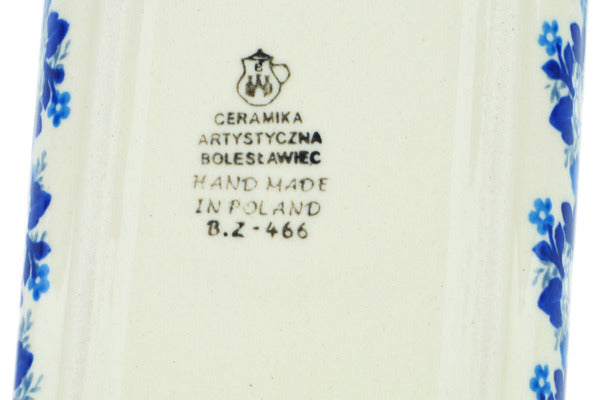 CERAMIKA
ARTYSTYCZNA
BOLESŁAWIEC
HAND MADE
IN POLAND
B.Z-466